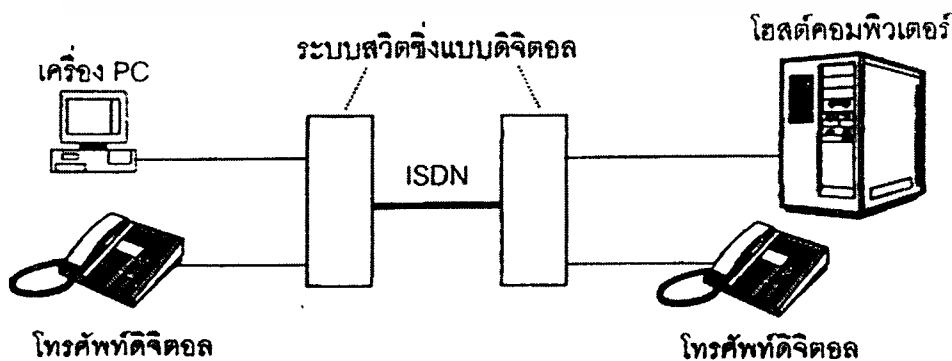 โฮสต์คอมพิวเตอร์
ระบบสวิตซิ่งแบบดิจิตอล
เครื่อง PC
ISDN
โทรศัพท์ดิจิตอล
โทรศัพท์ดิจิตอล